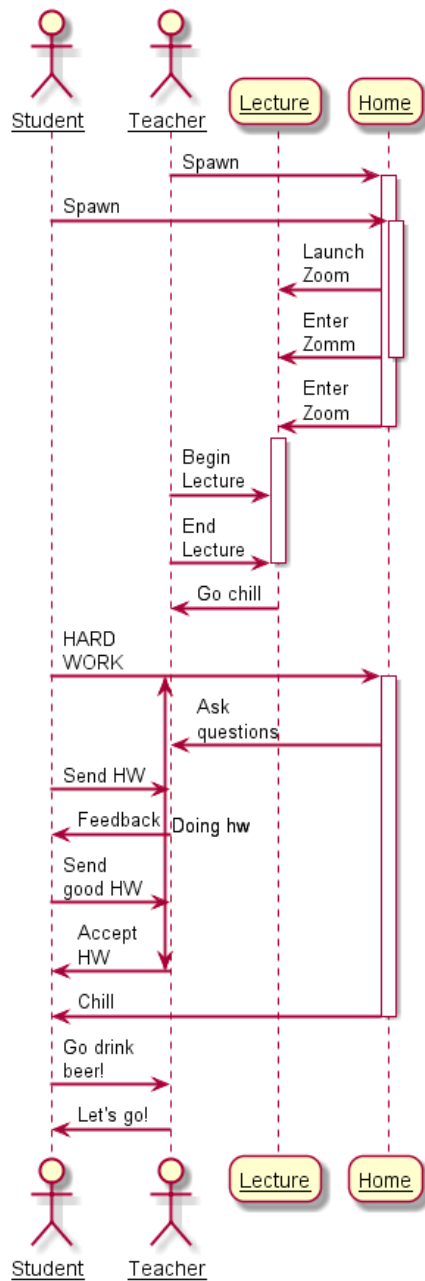 Student
Teacher
Lecture
Home
Spawn
Spawn
Launch
Zoom
Enter
Zomm
Enter
Zoom
Begin
Lecture
End
Lecture
Go chill
HARD
WORK
Ask
questions
Send HW
Feedback
Doing hw
Send
good HW
Accept
HW
Chill
Go drink
beer!
Let's go!
Student
Teacher
Lecture
Home